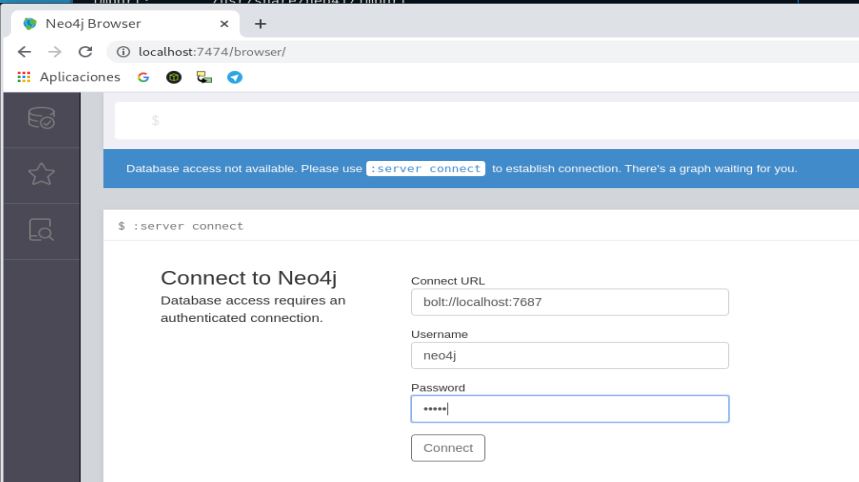 Neo4j Browser
localhost:7474/browser/
Aplicaciones
$
Database access not available. Please use :server connect to establish connection. There's a graph waiting for you.
$ :server connect
Connect to Neo4j
Database access requires an
authenticated connection.
Connect URL
bolt://localhost:7687
Username
neo4j
Password
•••••
Connect